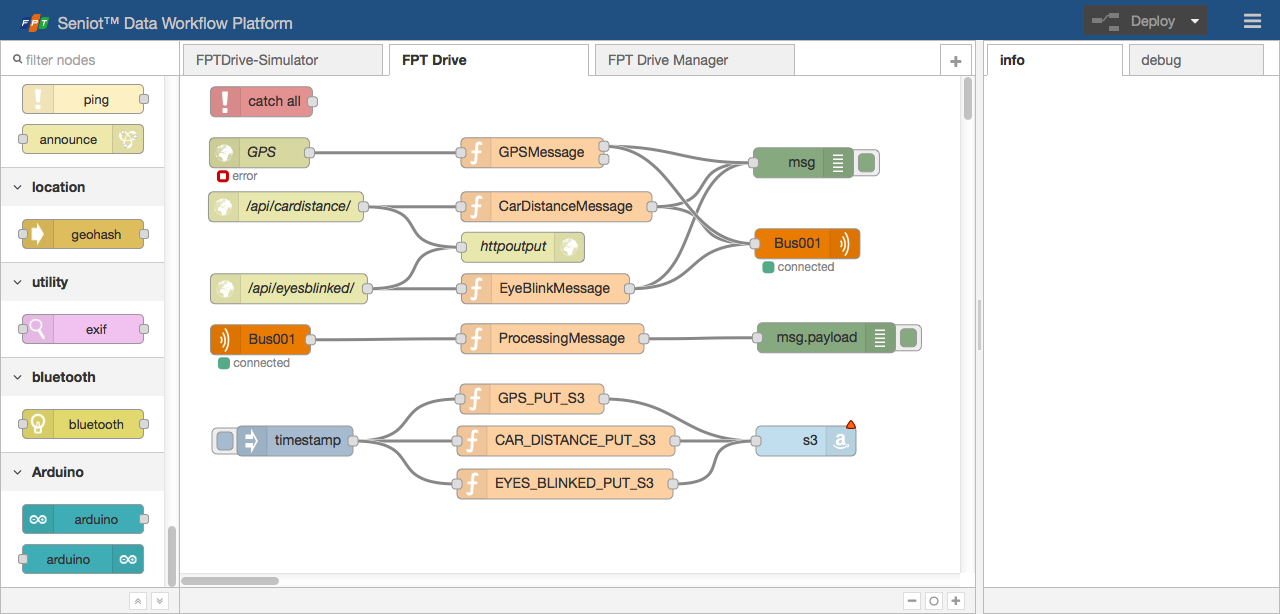 FPT Seniot™ Data Workflow Platform
Deploy
filter nodes
FPTDrive-Simulator
FPT Drive
FPT Drive Manager
info
debug
ping
announce
location
geohash
utility
exif
bluetooth
bluetooth
Arduino
arduino
arduino
catch all
GPS
error
GPSMessage
msg
/api/cardistance/
CarDistanceMessage
httpoutput
Bus001
connected
/api/eyesblinked/
EyeBlinkMessage
Bus001
connected
ProcessingMessage
msg.payload
GPS_PUT_S3
timestamp
CAR_DISTANCE_PUT_S3
s3
EYES_BLINKED_PUT_S3